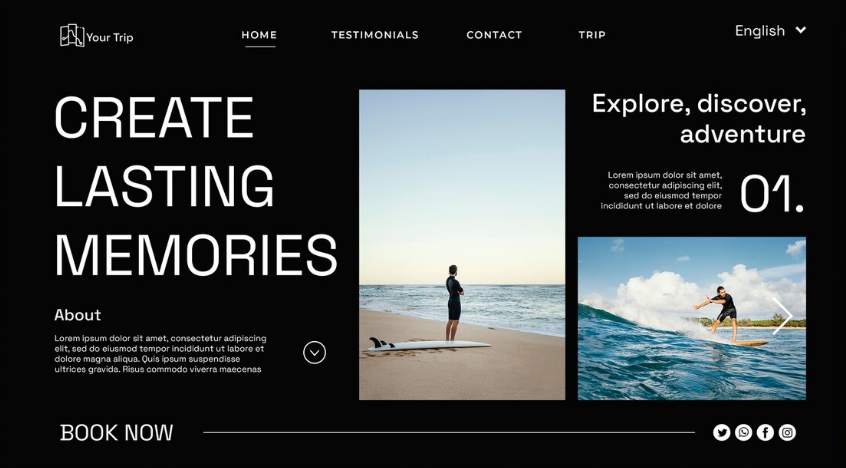 Your Trip
HOME
TESTIMONIALS
CONTACT
TRIP
English
CREATE
LASTING
MEMORIES
About
Lorem ipsum dolor sit amet, consectetur adipiscing
elit, sed do eiusmod tempor incididunt ut labore et
dolore magna aliqua. Quis ipsum suspendisse
ultrices gravida. Risus commodo viverra maecenas
Explore, discover,
adventure
Lorem ipsum dolor sit amet,
consectetur adipiscing elit,
sed do eiusmod tempor
incididunt ut labore et dolore
01.
BOOK NOW